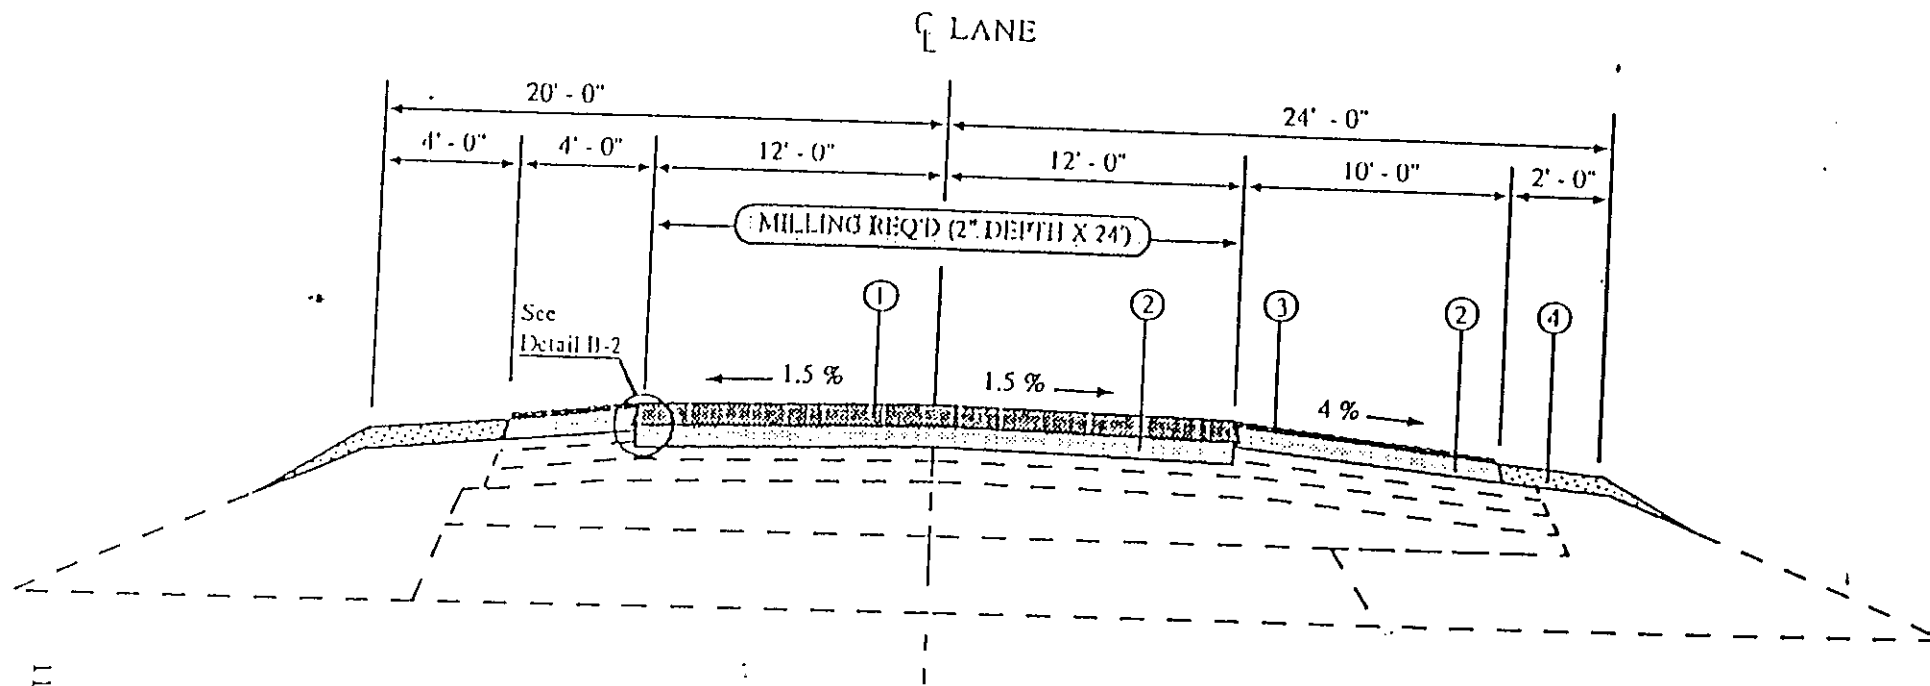 ℄ LANE
20' - 0"
24' - 0"
4' - 0"
4' - 0"
12' - 0"
12' - 0"
10' - 0"
2' - 0"
MILLING REQ'D (2" DEPTH X 24')
1
2
3
2
4
See
Detail B-2
1.5 %
1.5 %
4 %